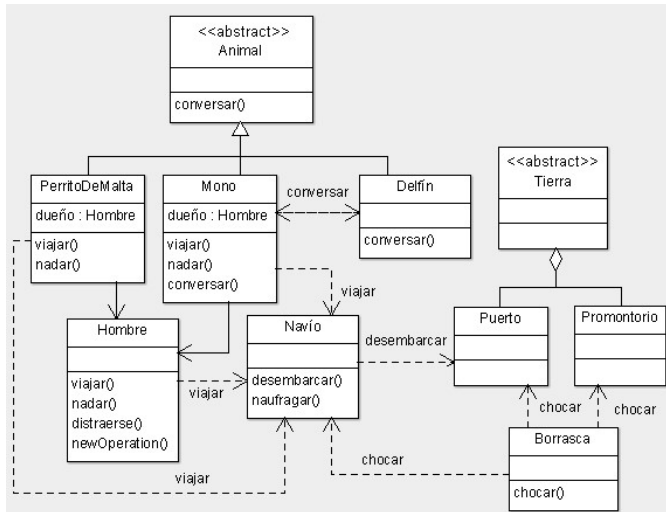 <<abstract>>
Animal
conversar()
PerritoDeMalta
dueño : Hombre
viajar()
nadar()
Mono
dueño : Hombre
viajar()
nadar()
conversar()
conversar
Delfín
conversar()
<<abstract>>
Tierra
viajar
Hombre
viajar()
nadar()
distraerse()
newOperation()
viajar
Navío
desembarcar()
naufragar()
desembarcar
Puerto
Promontorio
chocar
chocar
Borrasca
chocar()
chocar
viajar